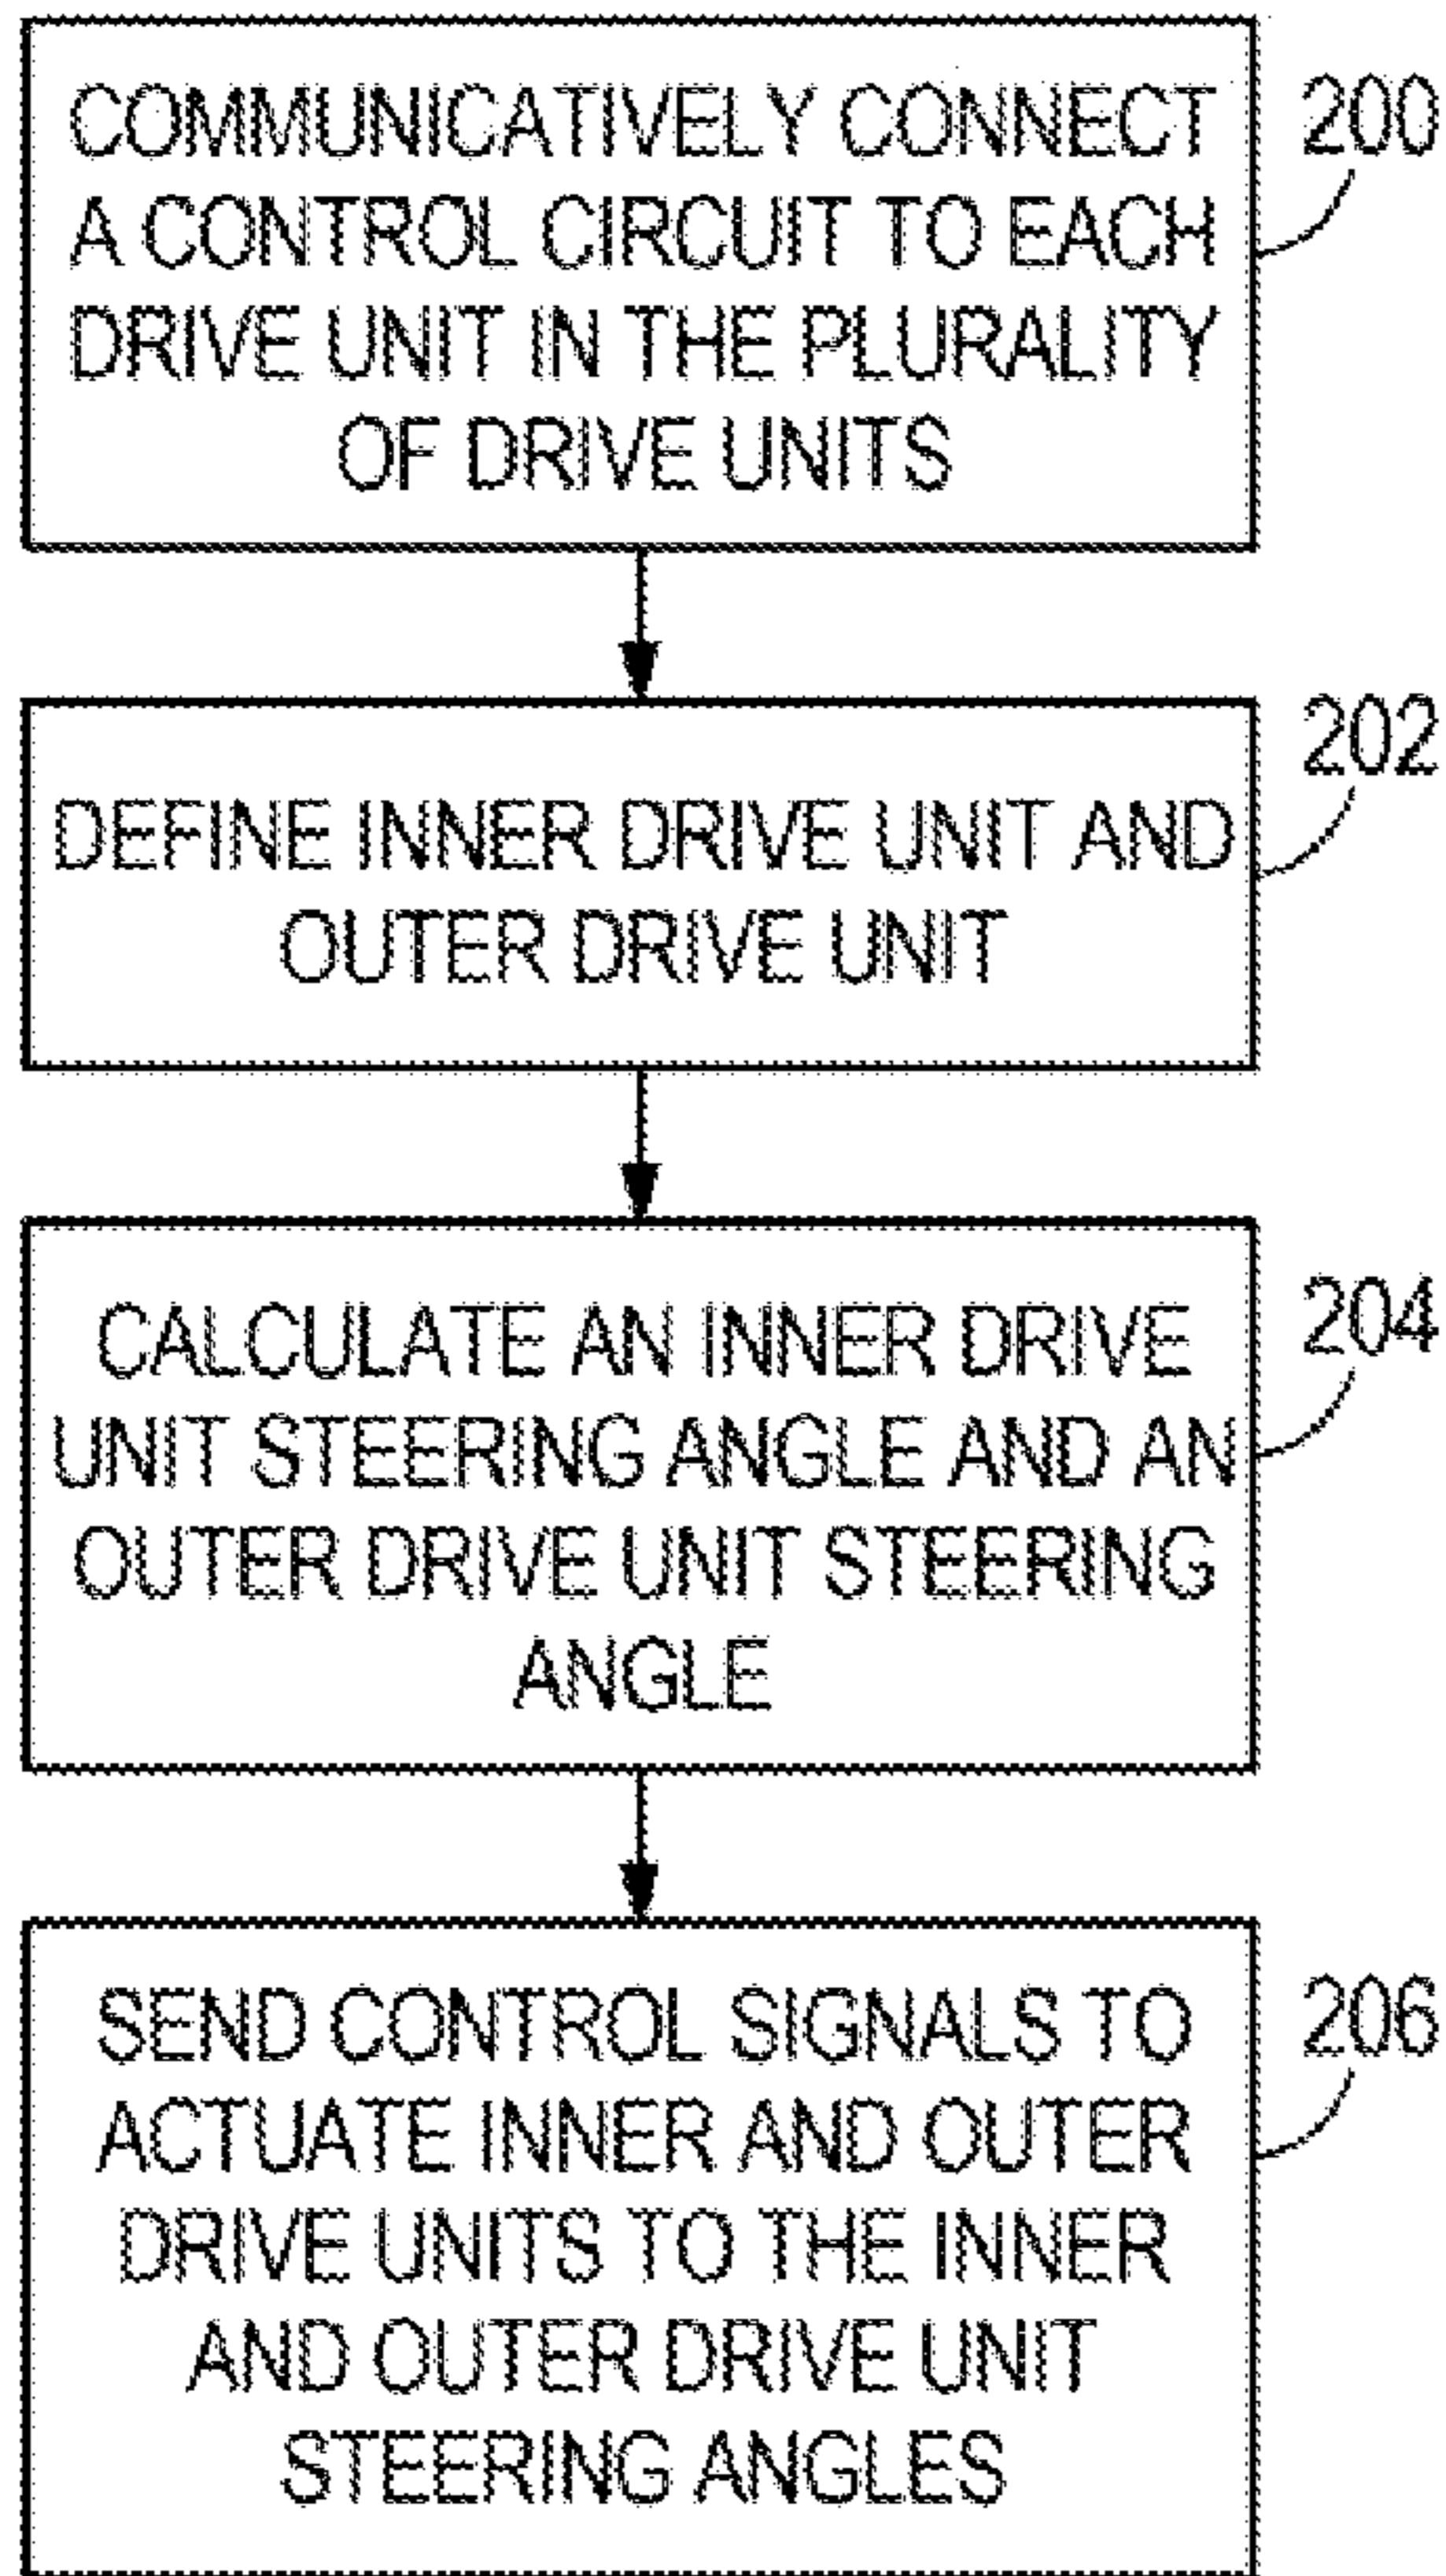 COMMUNICATIVELY CONNECT
A CONTROL CIRCUIT TO EACH
DRIVE UNIT IN THE PLURALITY
OF DRIVE UNITS
200
DEFINE INNER DRIVE UNIT AND
OUTER DRIVE UNIT
202
CALCULATE AN INNER DRIVE
UNIT STEERING ANGLE AND AN
OUTER DRIVE UNIT STEERING
ANGLE
204
SEND CONTROL SIGNALS TO
ACTUATE INNER AND OUTER
DRIVE UNITS TO THE INNER
AND OUTER DRIVE UNIT
STEERING ANGLES
206